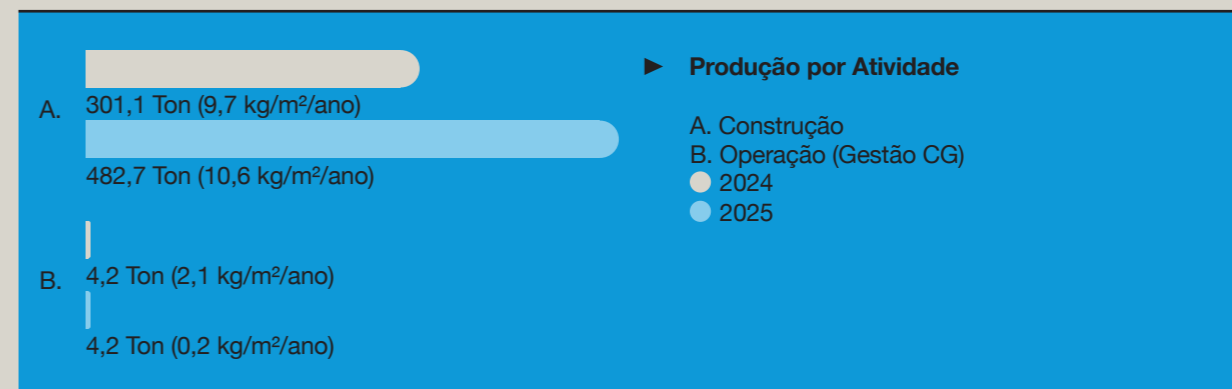 A.
301,1 Ton (9,7 kg/m²/ano)
482,7 Ton (10,6 kg/m²/ano)
B.
4,2 Ton (2,1 kg/m²/ano)
4,2 Ton (0,2 kg/m²/ano)
► Produção por Atividade
A. Construção
B. Operação (Gestão CG)
2024
2025